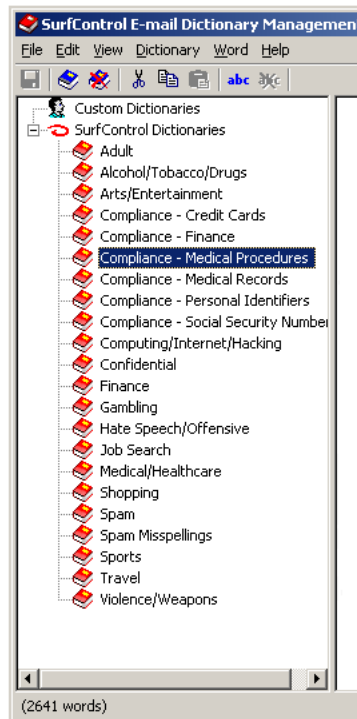 SurfControl E-mail Dictionary Managemen
File Edit View Dictionary Word Help
abc abc
Custom Dictionaries
SurfControl Dictionaries
Adult
Alcohol/Tobacco/Drugs
Arts/Entertainment
Compliance - Credit Cards
Compliance - Finance
Compliance - Medical Procedures
Compliance - Medical Records
Compliance - Personal Identifiers
Compliance - Social Security Number
Computing/Internet/Hacking
Confidential
Finance
Gambling
Hate Speech/Offensive
Job Search
Medical/Healthcare
Shopping
Spam
Spam Misspellings
Sports
Travel
Violence/Weapons
(2641 words)